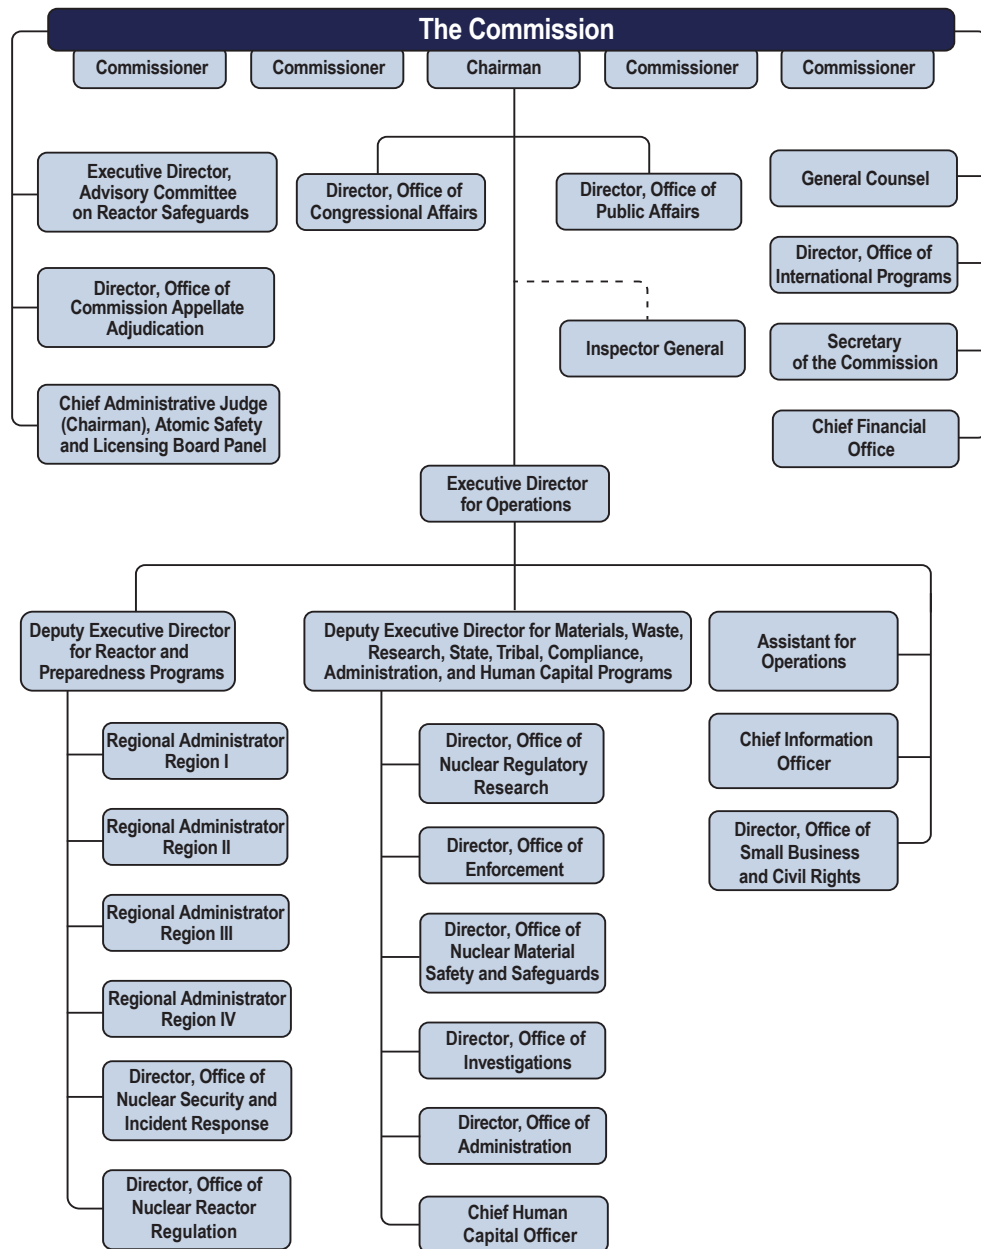 The Commission
Commissioner
Commissioner
Chairman
Commissioner
Commissioner
Executive Director,
Advisory Committee
on Reactor Safeguards
Director, Office of
Congressional Affairs
Director, Office of
Public Affairs
General Counsel
Director, Office of
Commission Appellate
Adjudication
Director, Office of
International Programs
Inspector General
Secretary
of the Commission
Chief Administrative Judge
(Chairman), Atomic Safety
and Licensing Board Panel
Chief Financial
Office
Executive Director
for Operations
Deputy Executive Director
for Reactor and
Preparedness Programs
Deputy Executive Director for Materials, Waste,
Research, State, Tribal, Compliance,
Administration, and Human Capital Programs
Assistant for
Operations
Regional Administrator
Region I
Regional Administrator
Region II
Regional Administrator
Region III
Regional Administrator
Region IV
Director, Office of
Nuclear Security and
Incident Response
Director, Office of
Nuclear Reactor
Regulation
Director, Office of
Nuclear Regulatory
Research
Director, Office of
Enforcement
Director, Office of
Nuclear Material
Safety and Safeguards
Director, Office of
Investigations
Director, Office of
Administration
Chief Human
Capital Officer
Chief Information
Officer
Director, Office of
Small Business
and Civil Rights